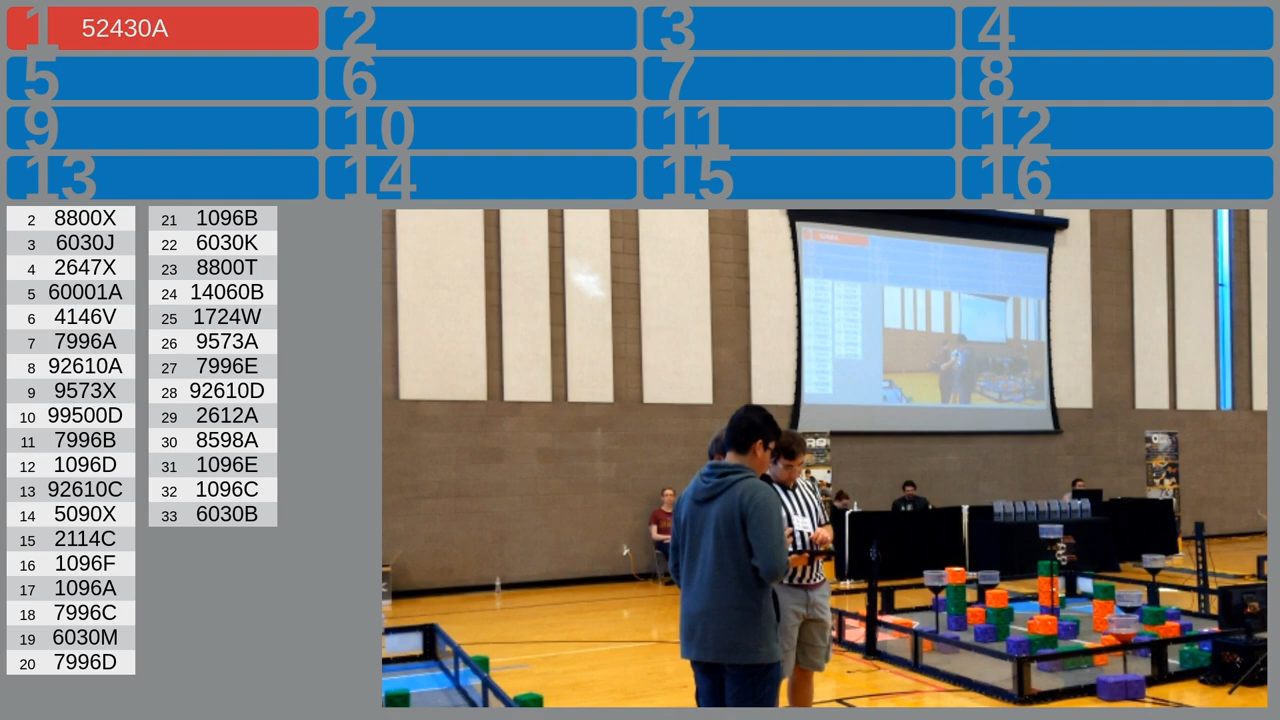 1 52430A 2 3 4
5 6 7 8
9 10 11 12
13 14 15 16
2 8800X
3 6030J
4 2647X
5 60001A
6 4146V
7 7996A
8 92610A
9 9573X
10 99500D
11 7996B
12 1096D
13 92610C
14 5090X
15 2114C
16 1096F
17 1096A
18 7996C
19 6030M
20 7996D
21 1096B
22 6030K
23 8800T
24 14060B
25 1724W
26 9573A
27 7996E
28 92610D
29 2612A
30 8598A
31 1096E
32 1096C
33 6030B